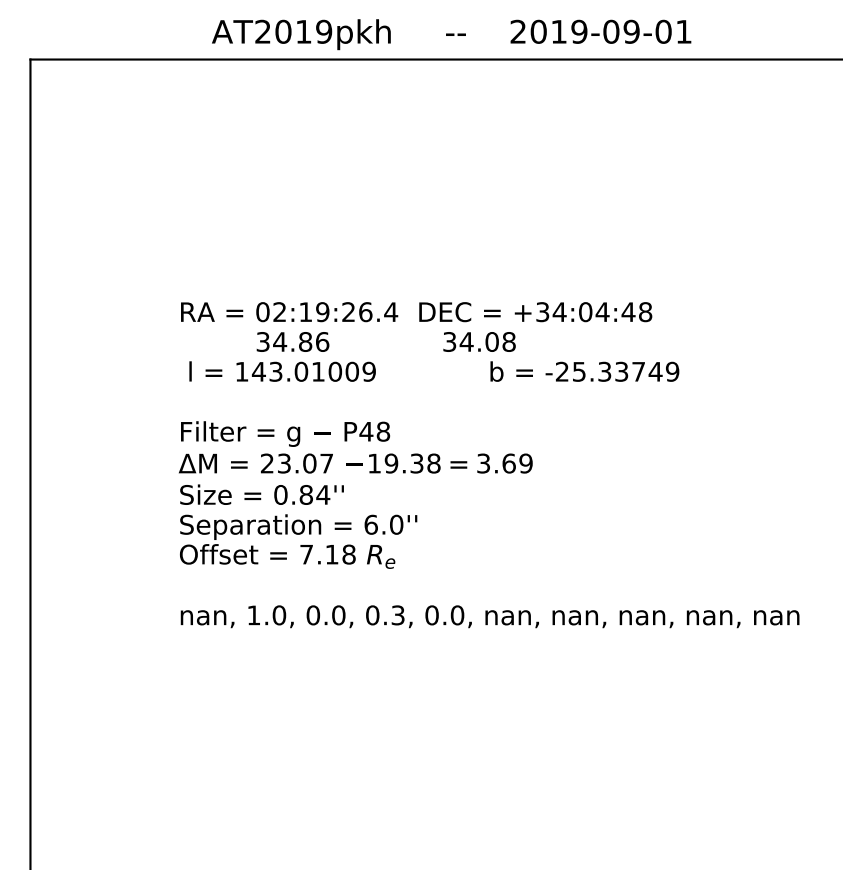 AT2019pkh -- 2019-09-01
RA = 02:19:26.4 DEC = +34:04:48
34.86 34.08
l = 143.01009 b = -25.33749
Filter = g − P48
ΔM = 23.07 −19.38 = 3.69
Size = 0.84''
Separation = 6.0''
Offset = 7.18 Re
nan, 1.0, 0.0, 0.3, 0.0, nan, nan, nan, nan, nan